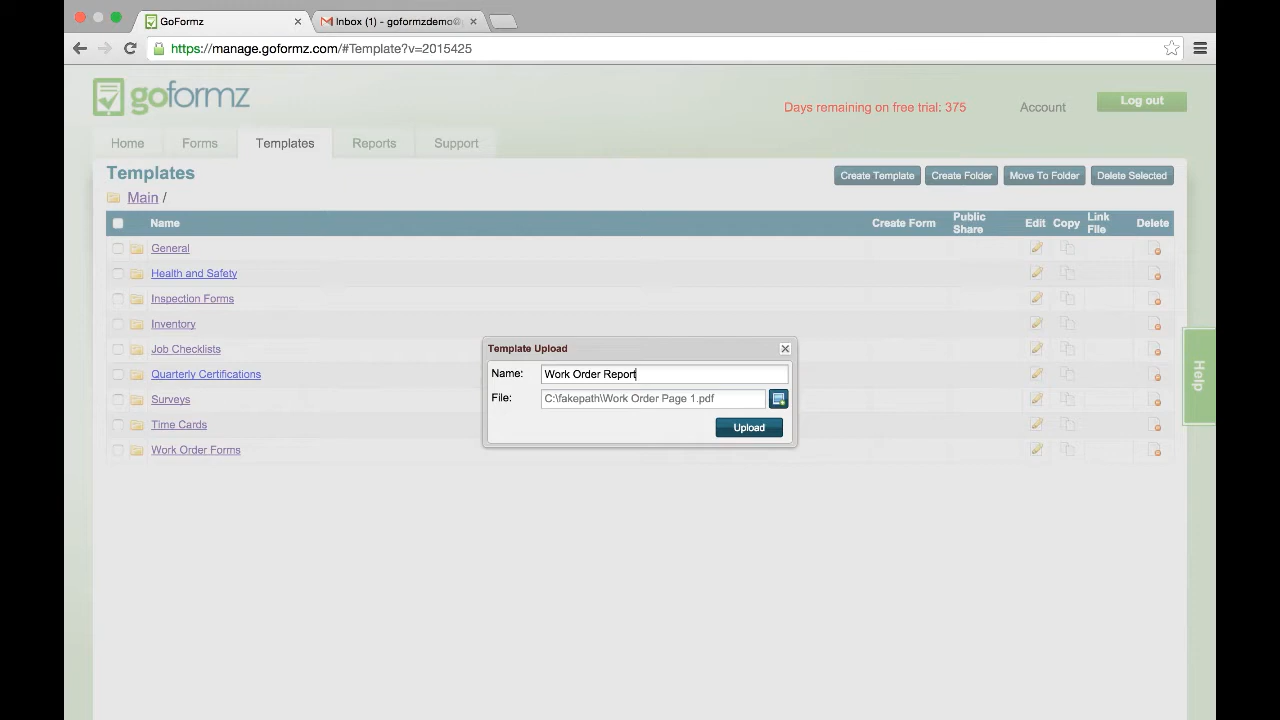 GoFormz
Inbox (1) - goformzdemo@
https://manage.goformz.com/#Template?v=2015425
goformz
Days remaining on free trial: 375
Account
Log out
Home
Forms
Templates
Reports
Support
Templates
Create Template
Create Folder
Move To Folder
Delete Selected
Main /
Name
Create Form
Public
Share
Edit
Copy
Link
File
Delete
General
Health and Safety
Inspection Forms
Inventory
Job Checklists
Quarterly Certifications
Surveys
Time Cards
Work Order Forms
Template Upload
Name:
Work Order Report
File:
C:\fakepath\Work Order Page 1.pdf
Upload
Help